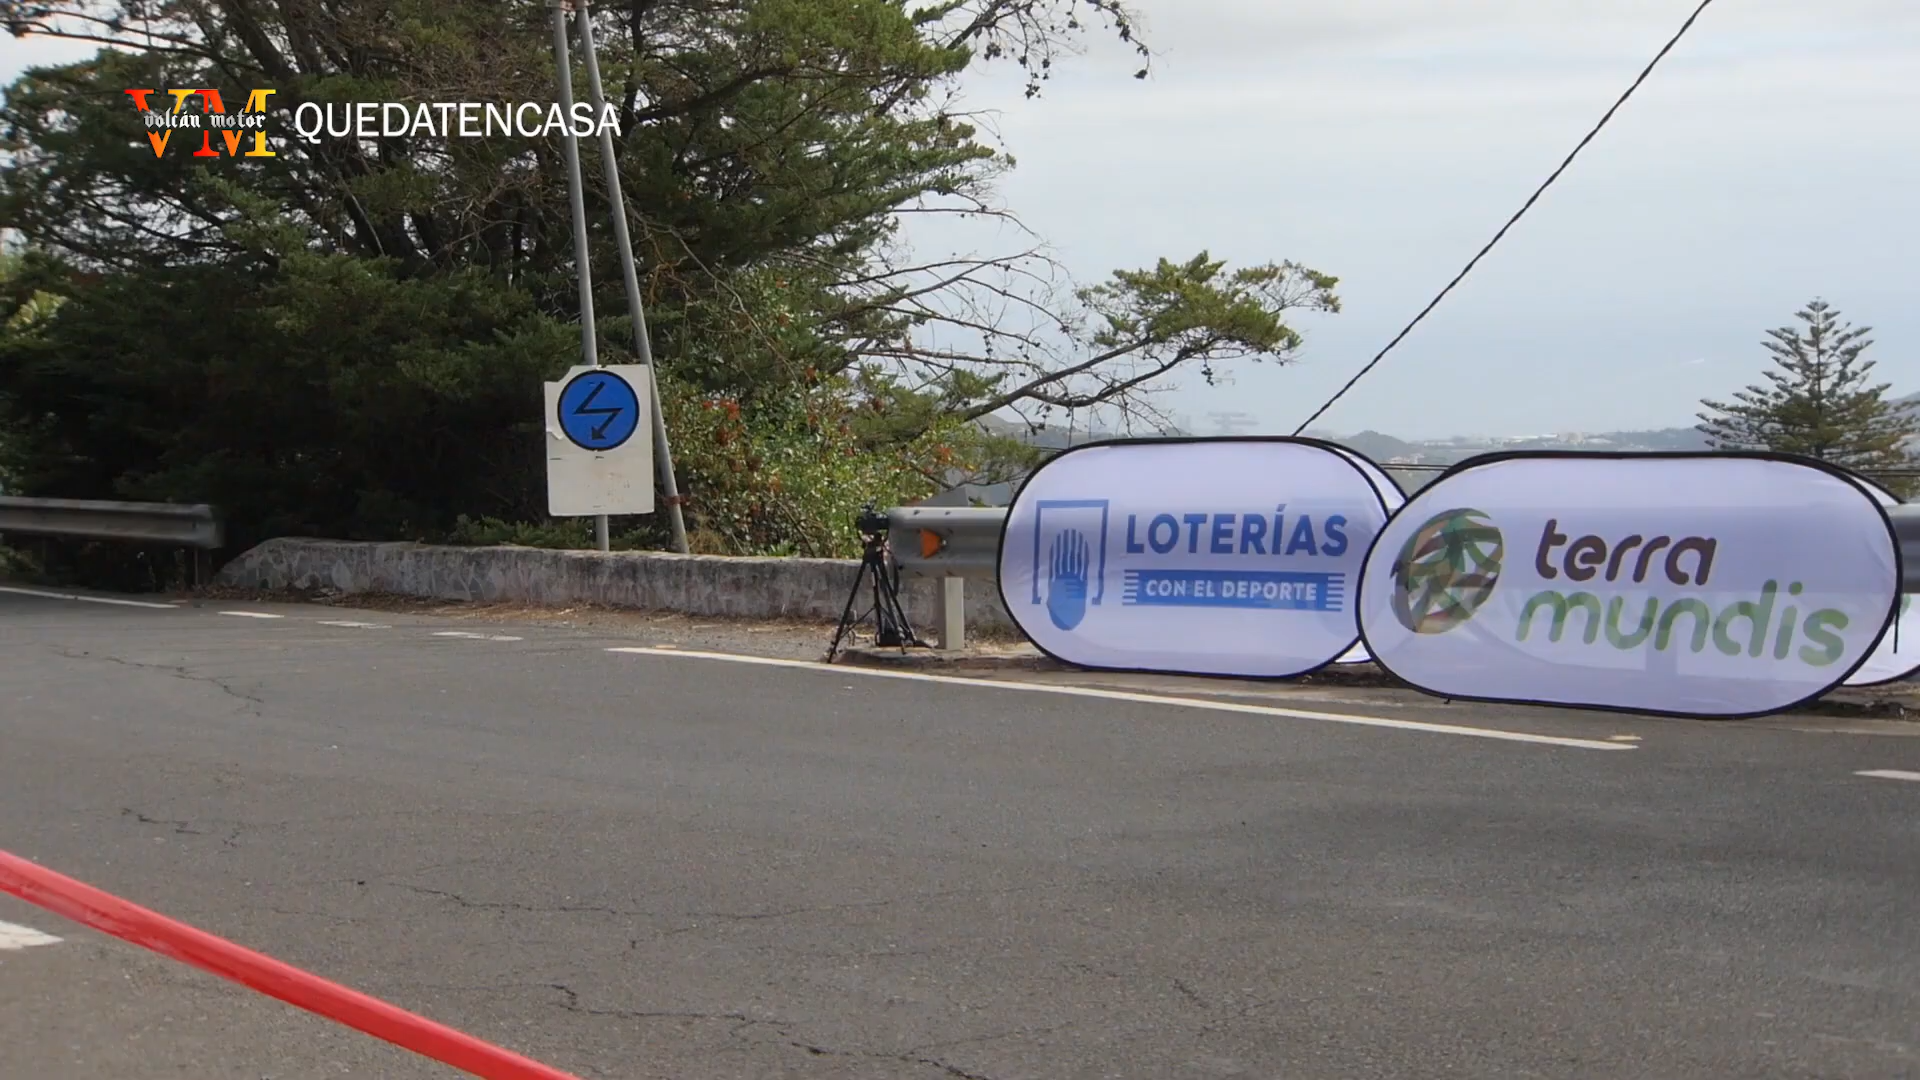 VM
volcán motor
QUEDATENCASA
LOTERÍAS
CON EL DEPORTE
terra
mundis